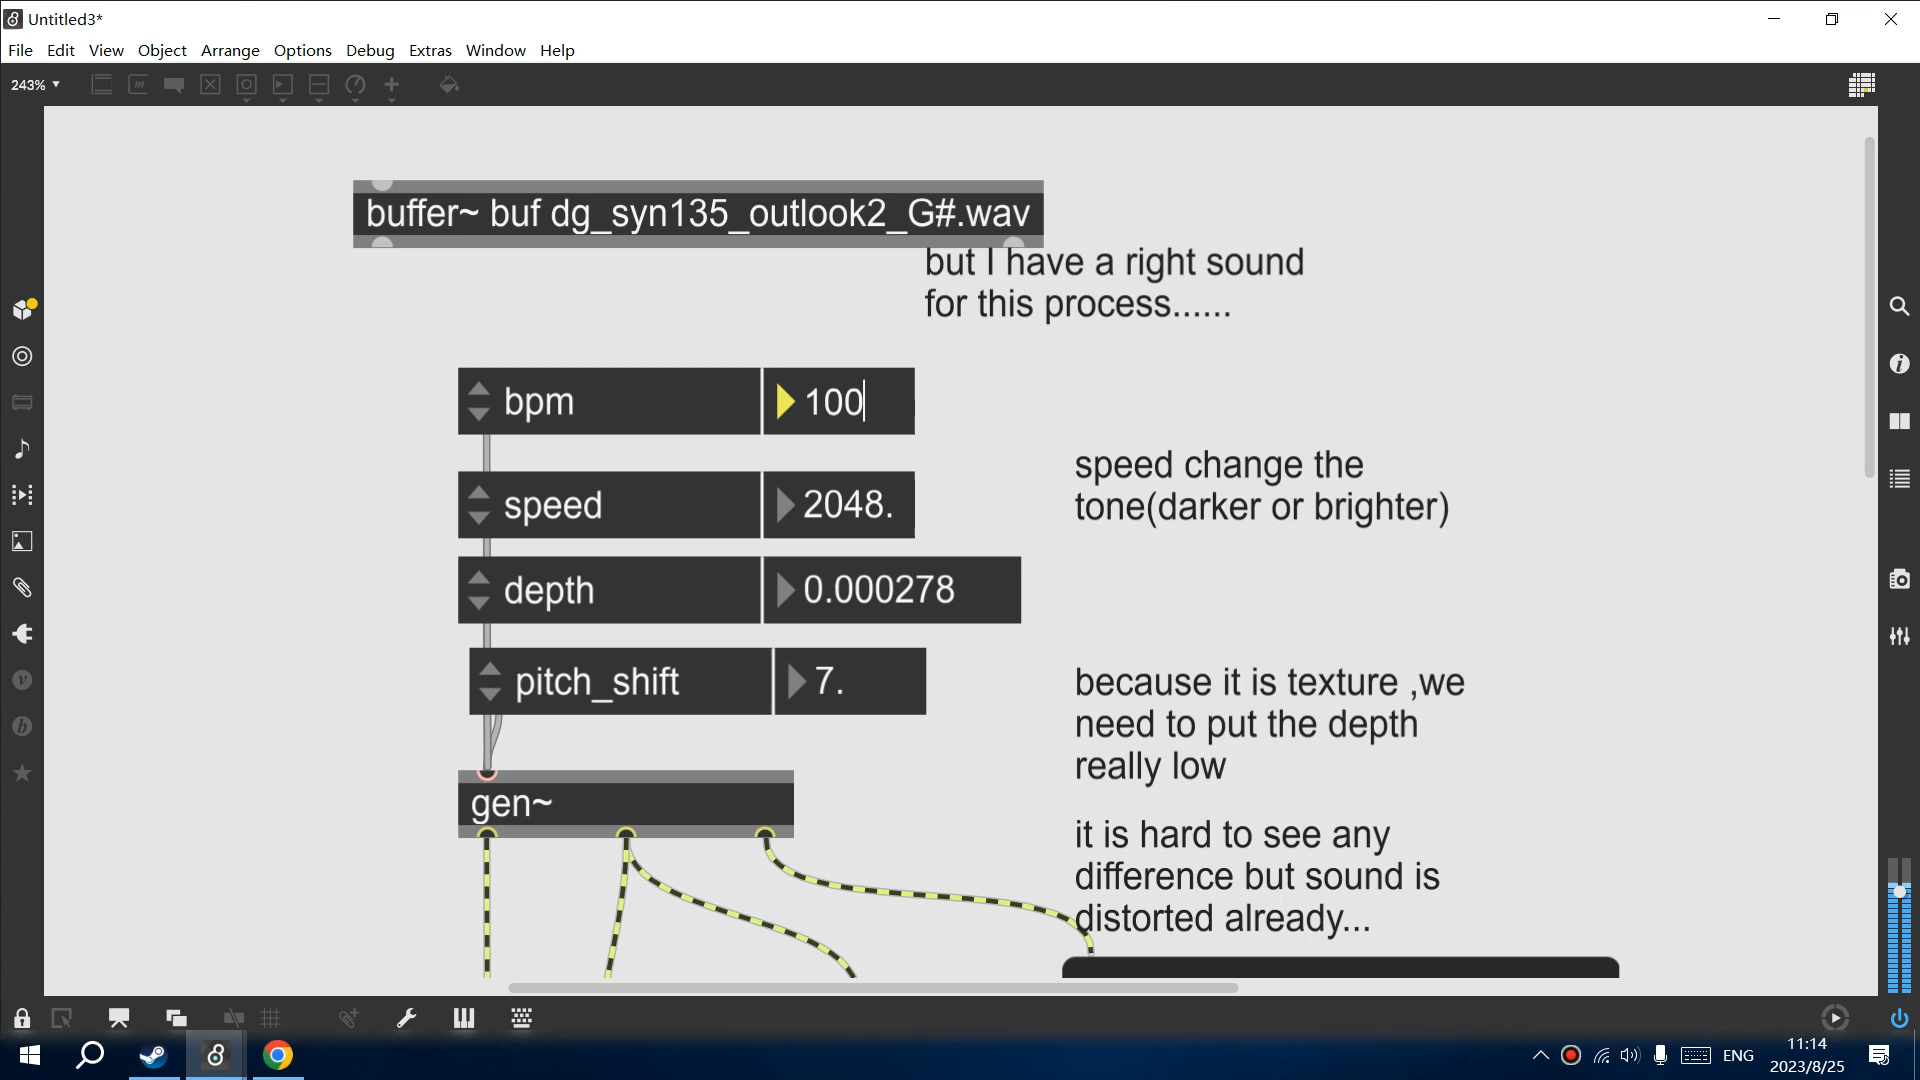 Untitled3*
File Edit View Object Arrange Options Debug Extras Window Help
243%
buffer~ buf dg_syn135_outlook2_G#.wav
but I have a right sound
for this process......
bpm 100
speed 2048.
speed change the
tone(darker or brighter)
depth 0.000278
pitch_shift 7.
because it is texture ,we
need to put the depth
really low
gen~
it is hard to see any
difference but sound is
distorted already...
ENG
11:14
2023/8/25